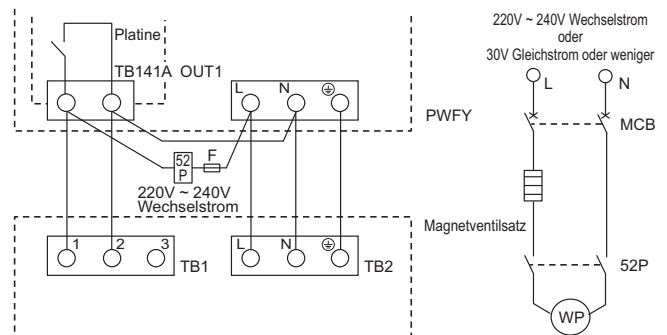 Platine
TB141A OUT1
L N
PWFY
52
P
F
220V ~ 240V
Wechselstrom
Magnetventilsatz
1 2 3
TB1
L N
TB2
220V ~ 240V Wechselstrom
oder
30V Gleichstrom oder weniger
L N
MCB
52P
WP